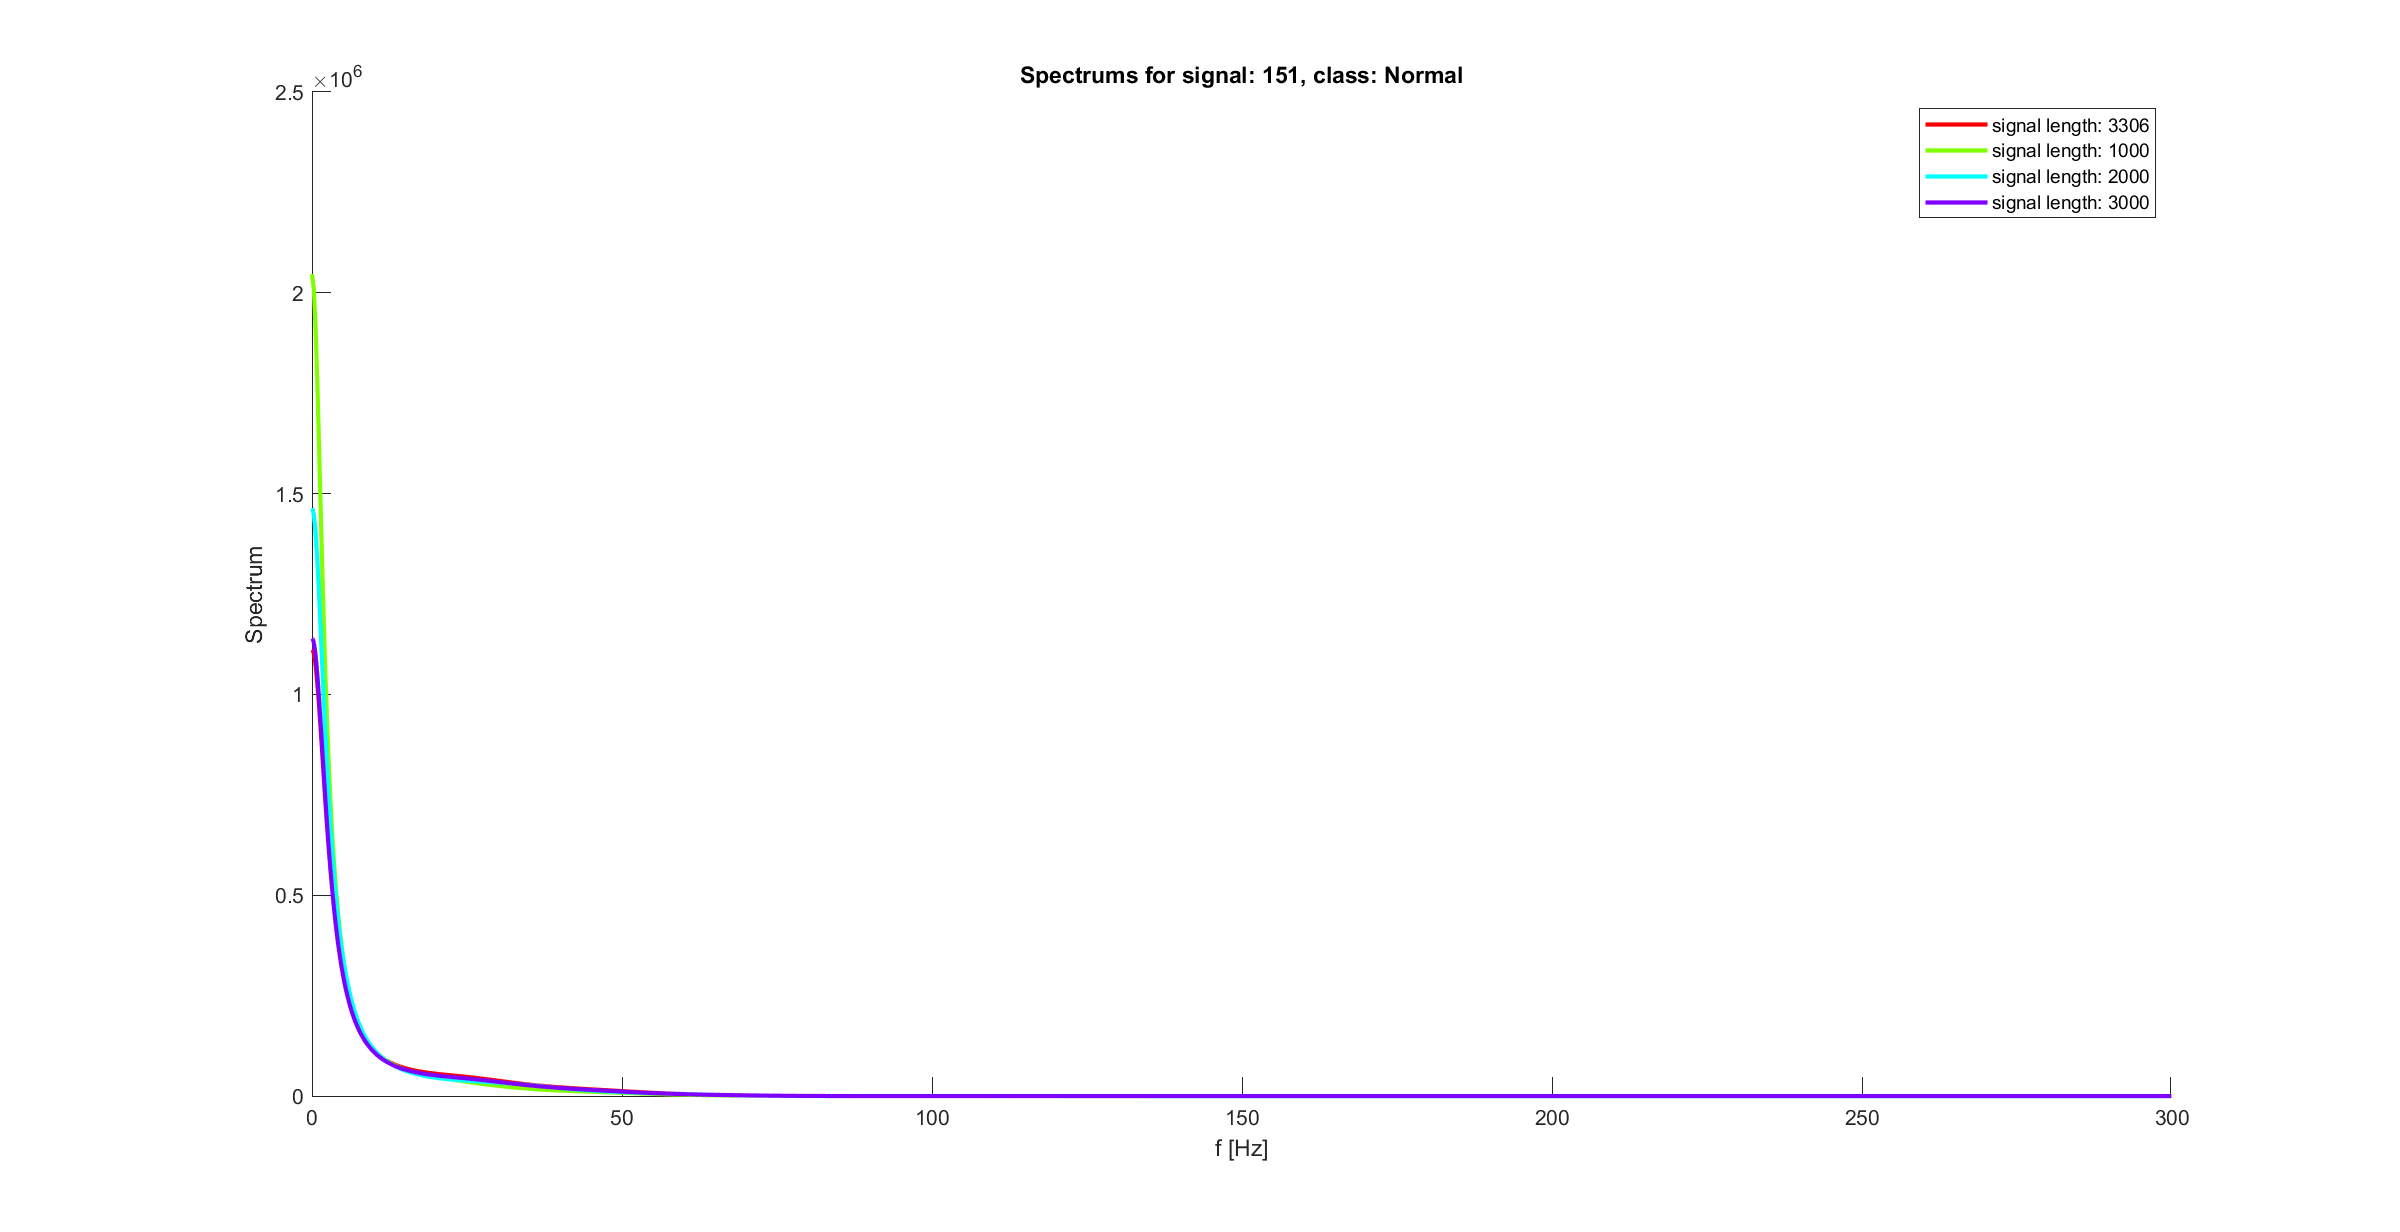 Spectrums for signal: 151, class: Normal
×10^6
2.5
2
1.5
1
0.5
0
Spectrum
signal length: 3306
signal length: 1000
signal length: 2000
signal length: 3000
0 50 100 150 200 250 300
f [Hz]